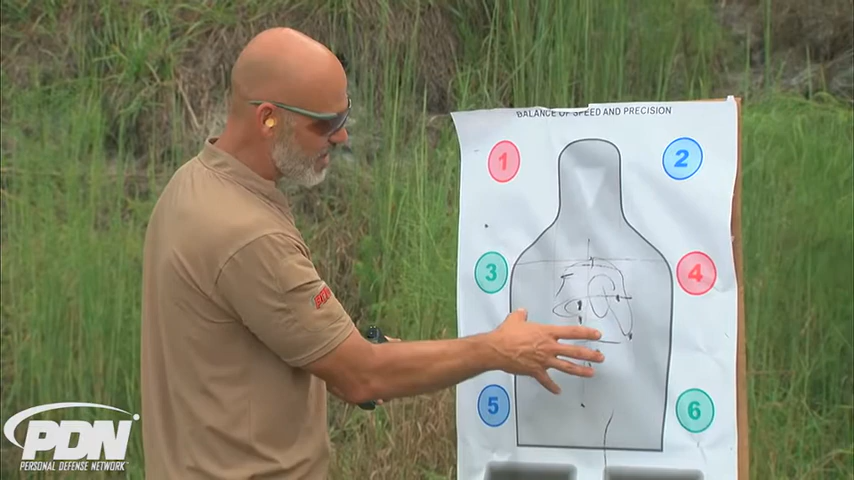 BALANCE OF SPEED AND PRECISION
1
2
3
4
5
6
PDN
PERSONAL DEFENSE NETWORK